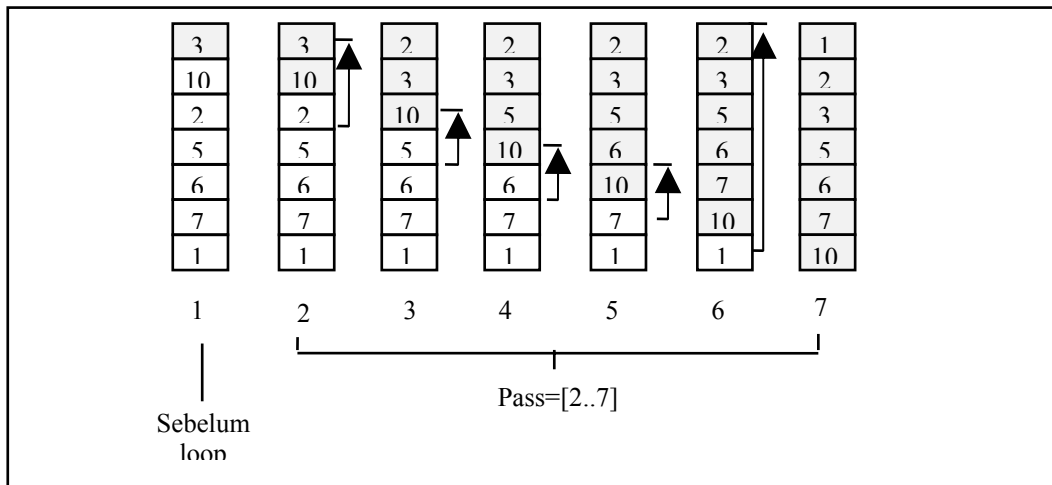 3 3 2 2 2 2 1
10 10 3 3 3 3 2
2 2 10 5 5 5 3
5 5 5 10 6 6 5
6 6 6 6 10 7 6
7 7 7 7 7 10 7
1 1 1 1 1 1 10
1 2 3 4 5 6 7
Pass=[2..7]
Sebelum
loop